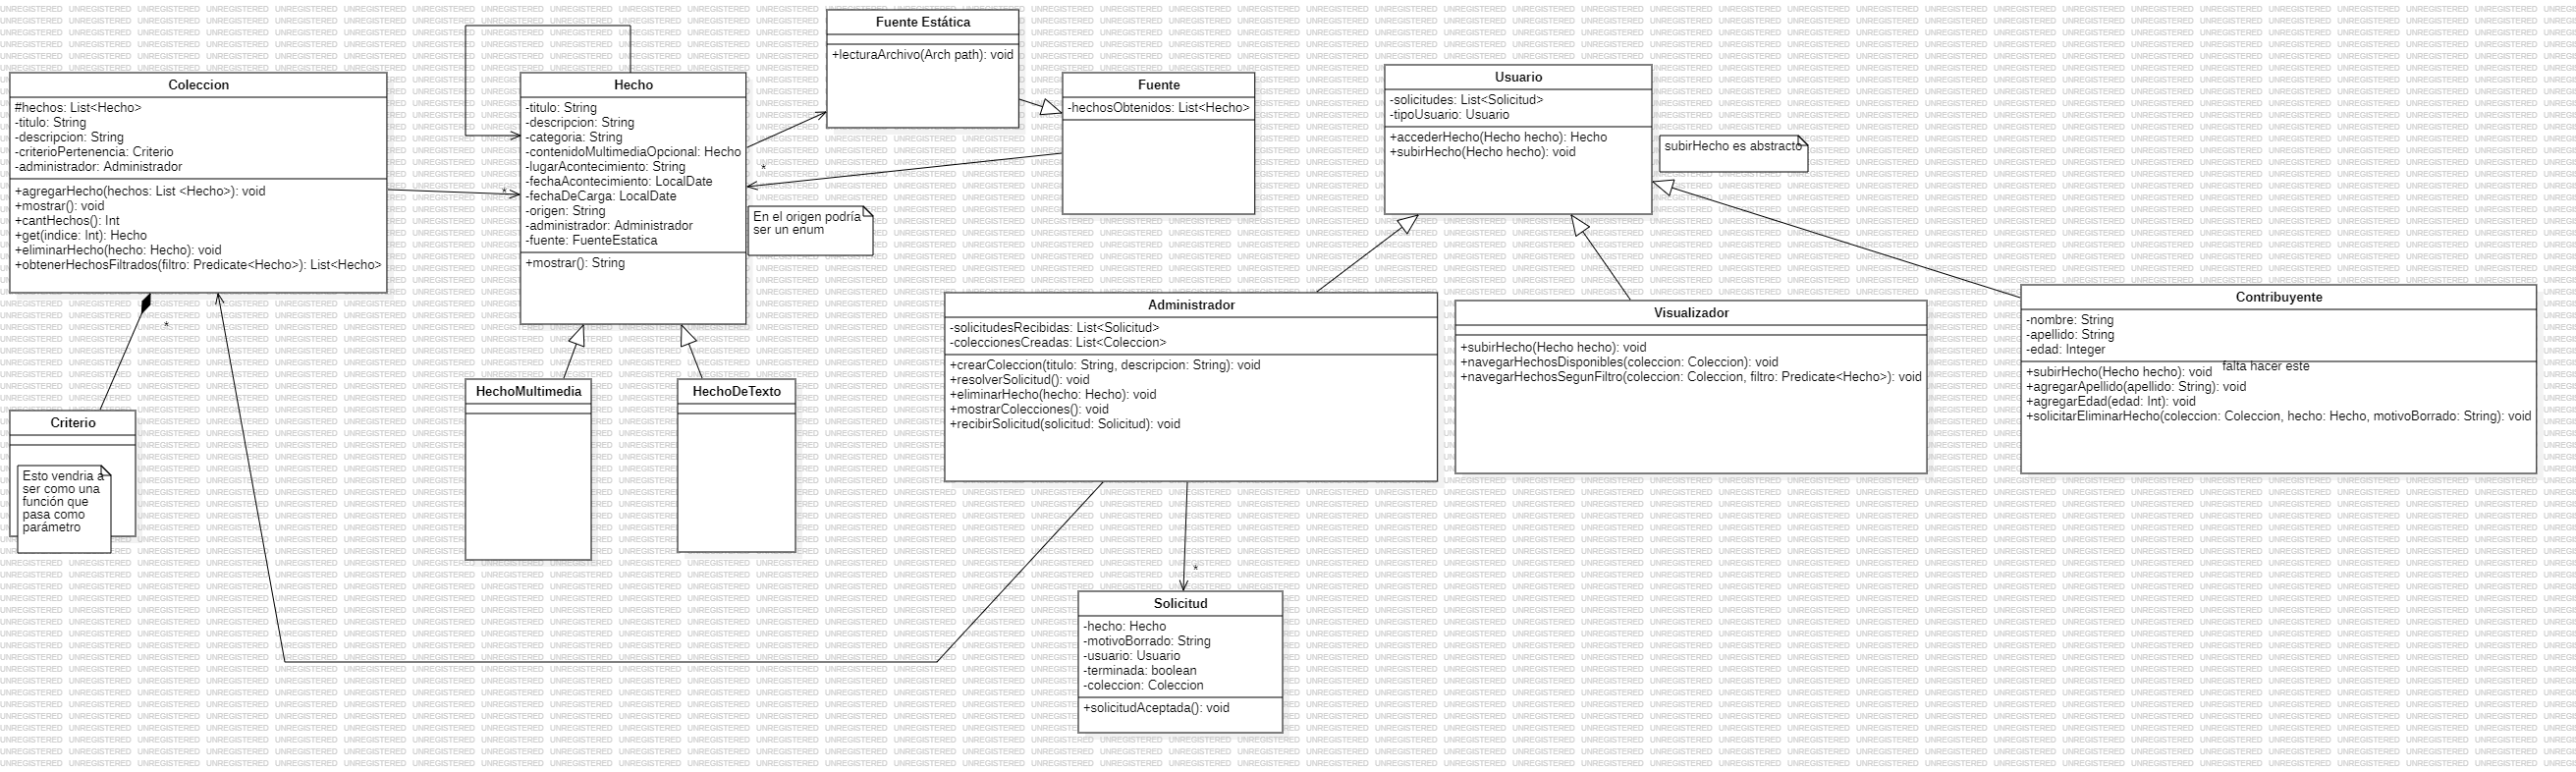 Coleccion
#hechos: List<Hecho>
-titulo: String
-descripcion: String
-criterioPertenencia: Criterio
-administrador: Administrador
+agregarHecho(hechos: List <Hecho>): void
+mostrar(): void
+cantHechos(): Int
+get(indice: Int): Hecho
+eliminarHecho(hecho: Hecho): void
+obtenerHechosFiltrados(filtro: Predicate<Hecho>): List<Hecho>
*
*
Criterio
Esto vendria a
ser como una
función que
pasa como
parámetro
Hecho
-titulo: String
-descripcion: String
-categoria: String
-contenidoMultimediaOpcional: Hecho
-lugarAcontecimiento: String
-fechaAcontecimiento: LocalDate
-fechaDeCarga: LocalDate
-origen: String
-administrador: Administrador
-fuente: FuenteEstatica
+mostrar(): String
HechoMultimedia
HechoDeTexto
Fuente Estática
+lecturaArchivo(Arch path): void
*
En el origen podría
ser un enum
Fuente
-hechosObtenidos: List<Hecho>
Usuario
-solicitudes: List<Solicitud>
-tipoUsuario: Usuario
+accederHecho(Hecho hecho): Hecho
+subirHecho(Hecho hecho): void
subirHecho es abstracto
Administrador
-solicitudesRecibidas: List<Solicitud>
-coleccionesCreadas: List<Coleccion>
+crearColeccion(titulo: String, descripcion: String): void
+resolverSolicitud(): void
+eliminarHecho(hecho: Hecho): void
+mostrarColecciones(): void
+recibirSolicitud(solicitud: Solicitud): void
Visualizador
+subirHecho(Hecho hecho): void
+navegarHechosDisponibles(coleccion: Coleccion): void
+navegarHechosSegunFiltro(coleccion: Coleccion, filtro: Predicate<Hecho>): void
Contribuyente
-nombre: String
-apellido: String
-edad: Integer
+subirHecho(Hecho hecho): void falta hacer este
+agregarApellido(apellido: String): void
+agregarEdad(edad: Int): void
+solicitarEliminarHecho(coleccion: Coleccion, hecho: Hecho, motivoBorrado: String): void
*
Solicitud
-hecho: Hecho
-motivoBorrado: String
-usuario: Usuario
-terminada: boolean
-coleccion: Coleccion
+solicitudAceptada(): void
UNREGISTERED